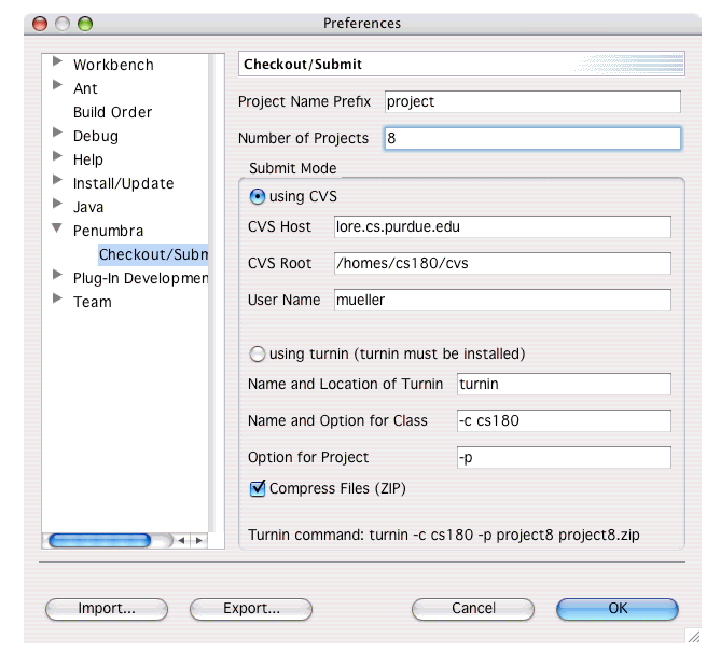 Preferences
Workbench
Ant
Build Order
Debug
Help
Install/Update
Java
Penumbra
Checkout/Subm
Plug-In Developmen
Team
Checkout/Submit
Project Name Prefix project
Number of Projects 8
Submit Mode
using CVS
CVS Host lore.cs.purdue.edu
CVS Root /homes/cs180/cvs
User Name mueller
using turnin (turnin must be installed)
Name and Location of Turnin turnin
Name and Option for Class -c cs180
Option for Project -p
Compress Files (ZIP)
Turnin command: turnin -c cs180 -p project8 project8.zip
Import... Export... Cancel OK